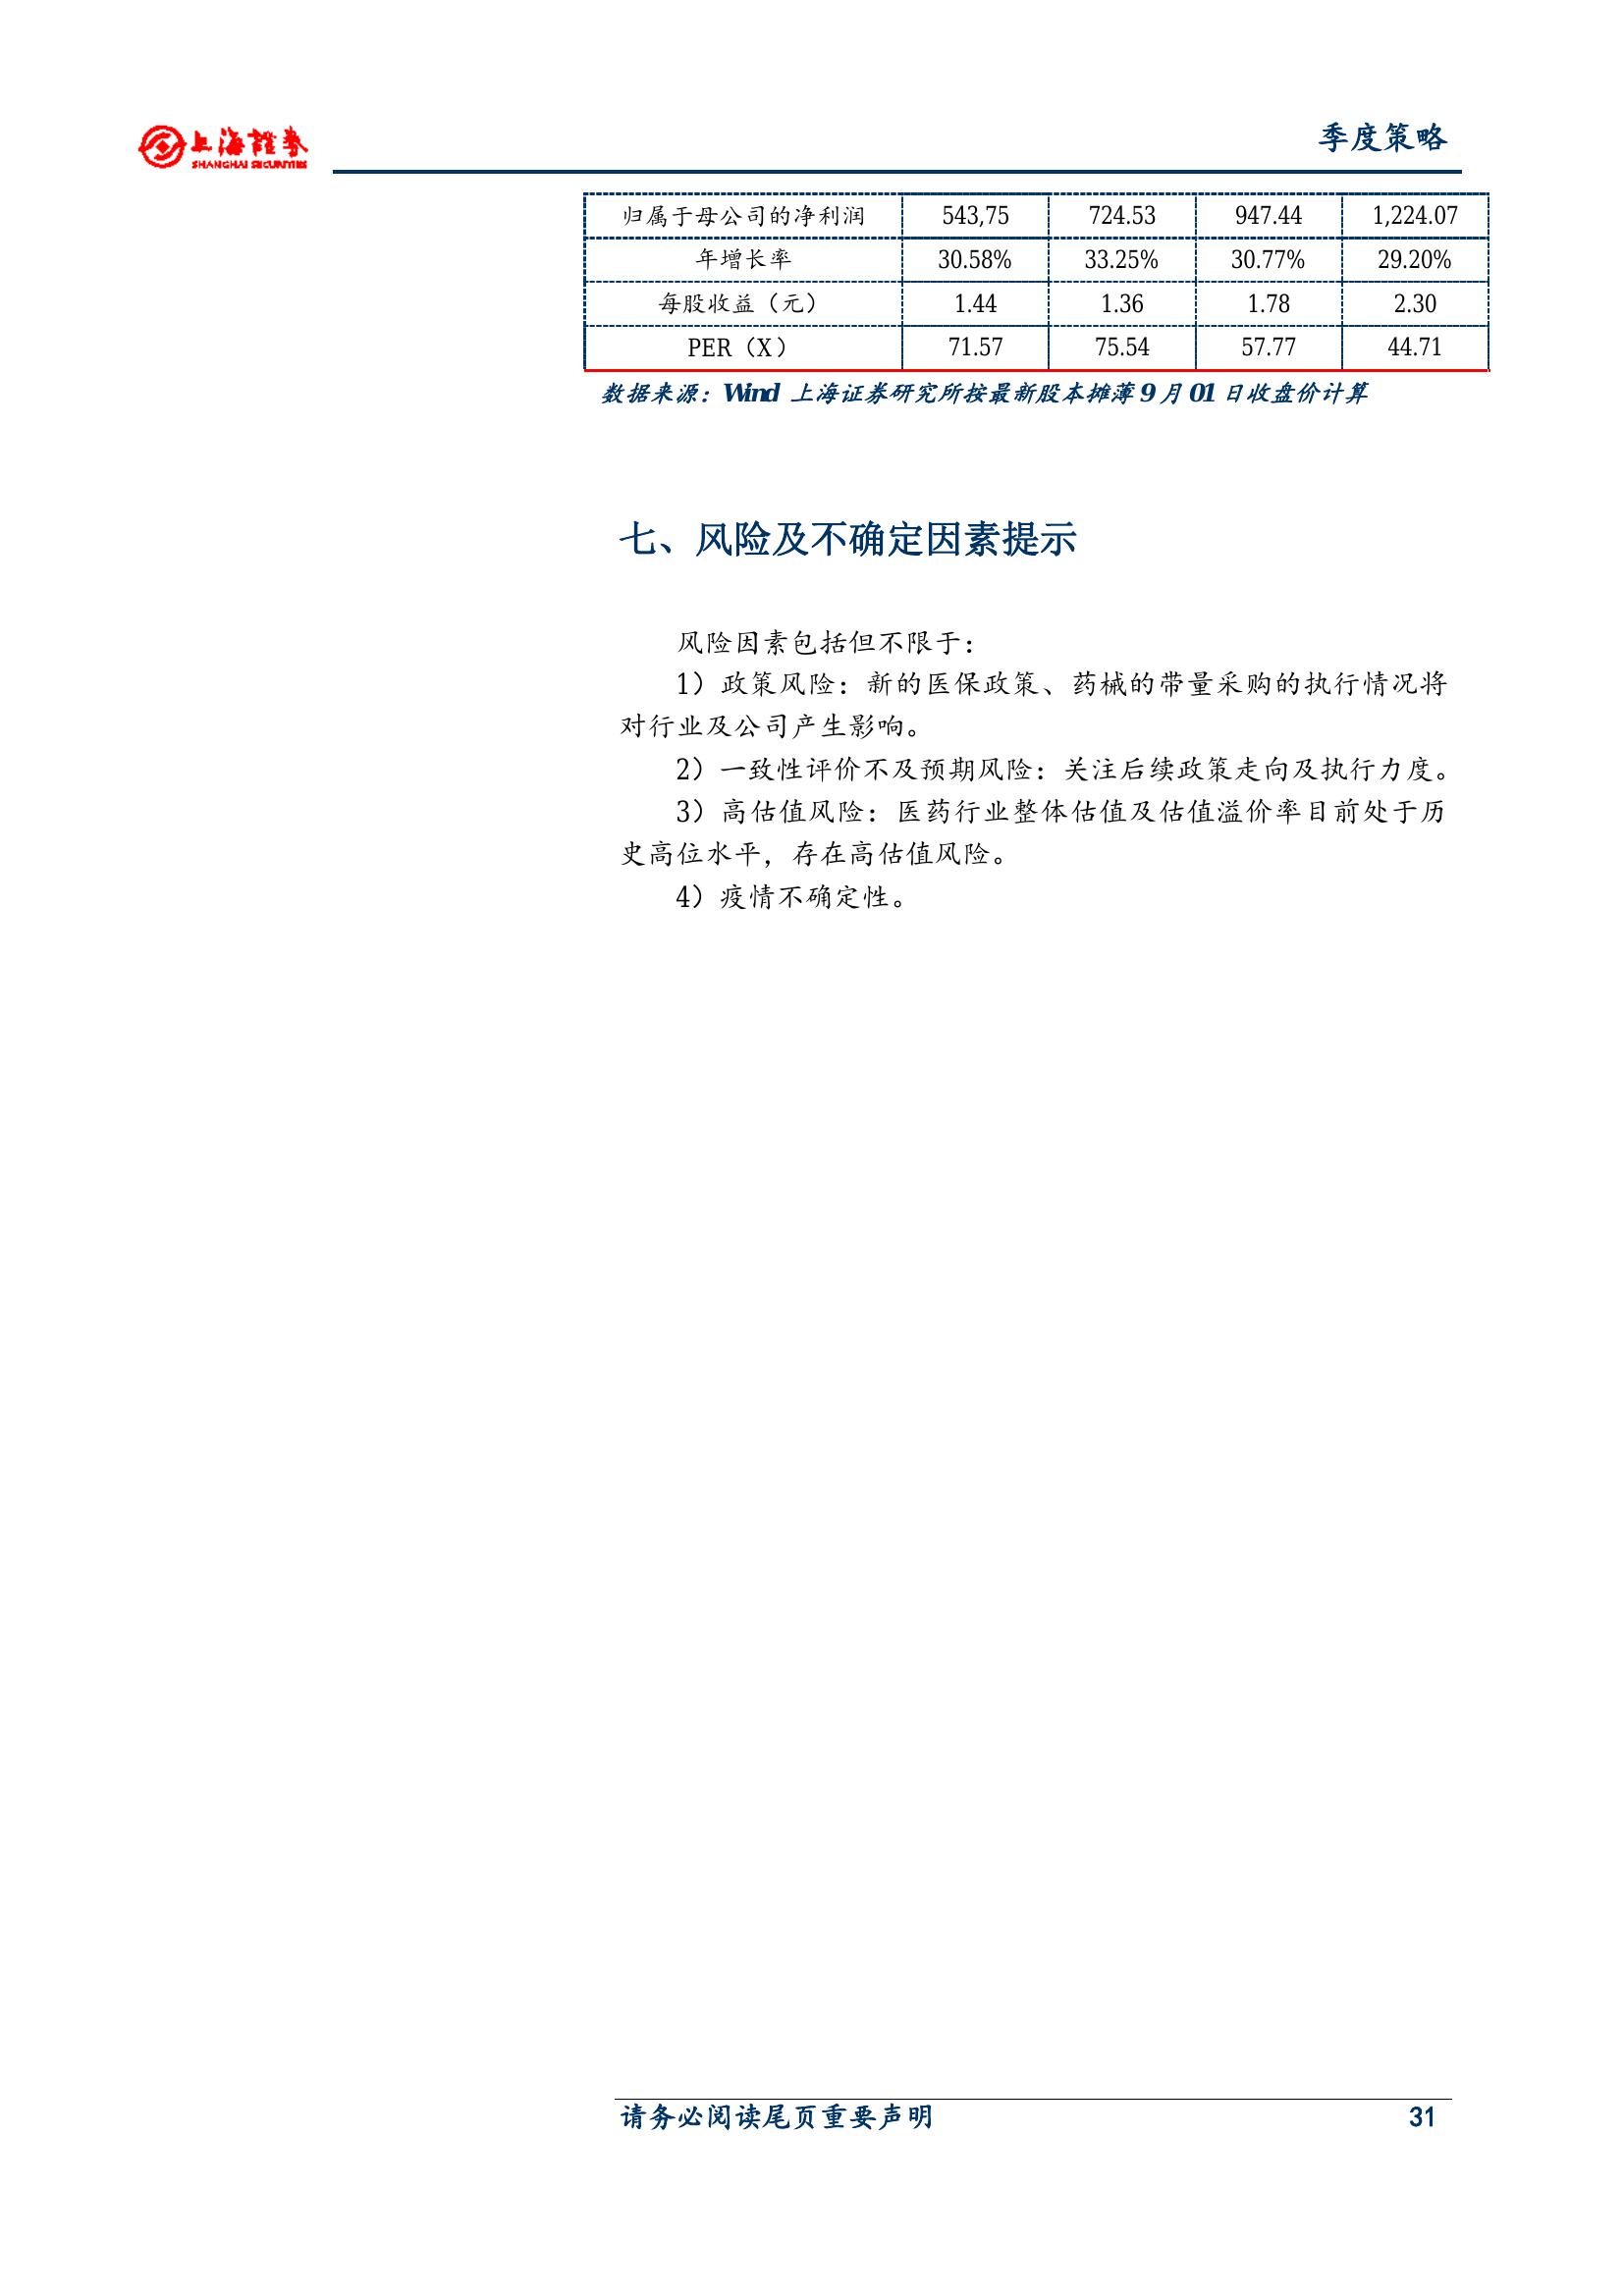 上海證券
SHANGHAI SECURITIES
季度策略
归属于母公司的净利润 543,75 724.53 947.44 1,224.07
年增长率 30.58% 33.25% 30.77% 29.20%
每股收益（元） 1.44 1.36 1.78 2.30
PER（X） 71.57 75.54 57.77 44.71
数据来源：Wind 上海证券研究所按最新股本摊薄 9 月 01 日收盘价计算
七、风险及不确定因素提示
风险因素包括但不限于：
1）政策风险：新的医保政策、药械的带量采购的执行情况将
对行业及公司产生影响。
2）一致性评价不及预期风险：关注后续政策走向及执行力度。
3）高估值风险：医药行业整体估值及估值溢价率目前处于历
史高位水平，存在高估值风险。
4）疫情不确定性。
请务必阅读尾页重要声明 31